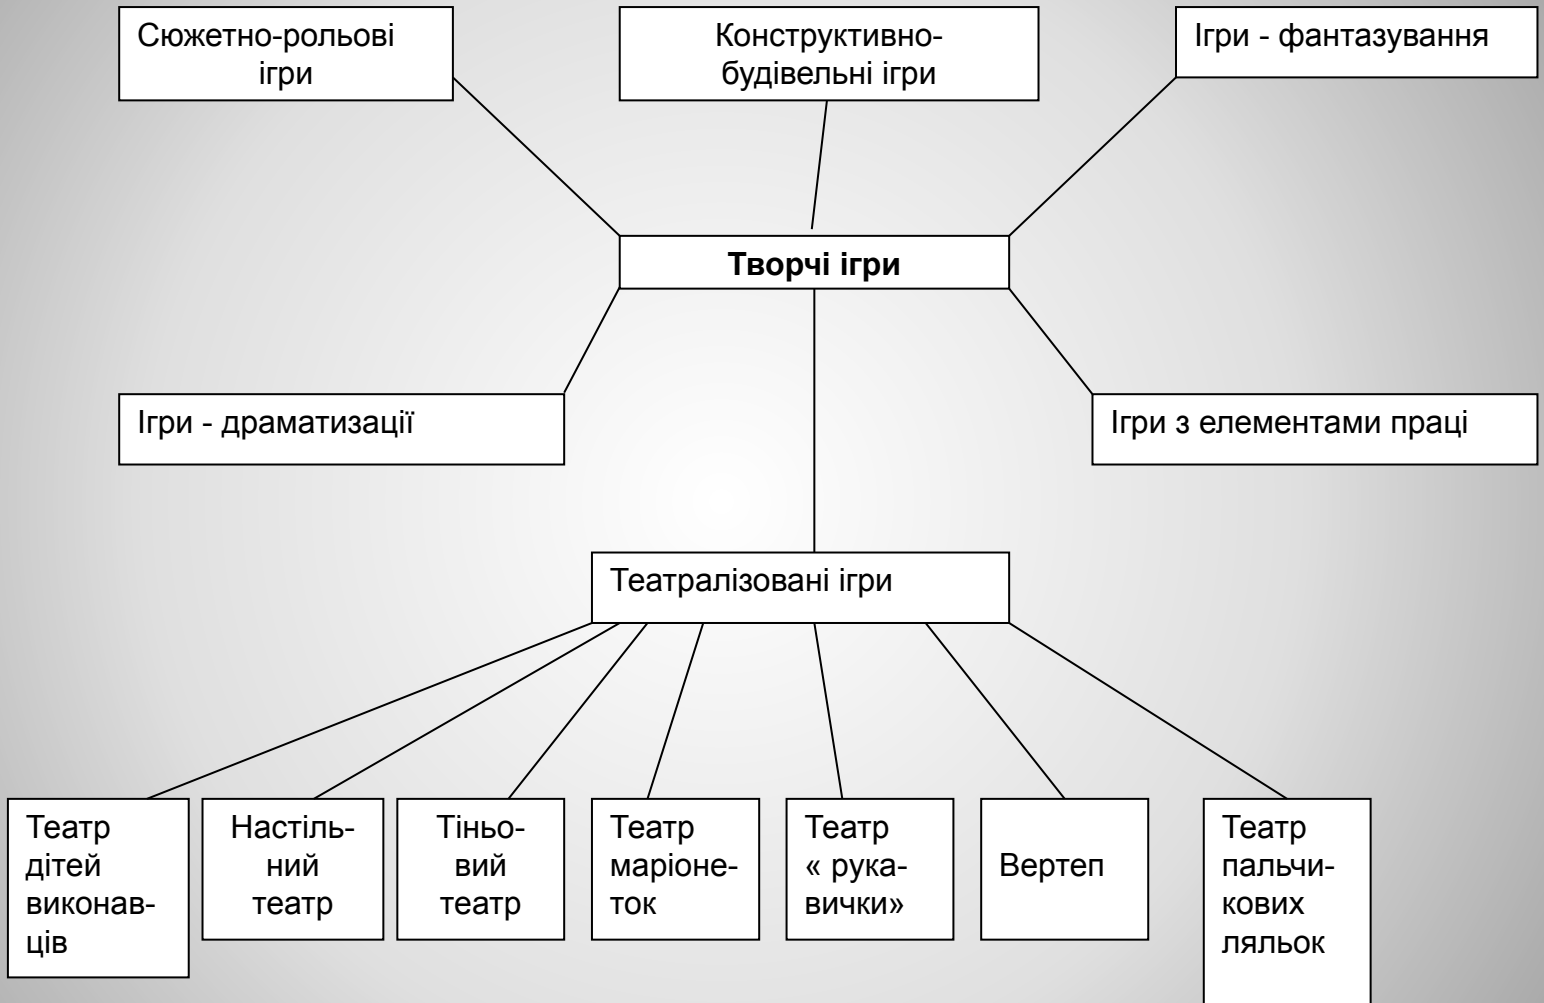 Сюжетно-рольові
ігри
Конструктивно-
будівельні ігри
Ігри - фантазування
Творчі ігри
Ігри - драматизації
Ігри з елементами праці
Театралізовані ігри
Театр
дітей
виконав-
ців
Настіль-
ний
театр
Тіньо-
вий
театр
Театр
маріоне-
ток
Театр
« рука-
вички»
Вертеп
Театр
пальчи-
кових
ляльок